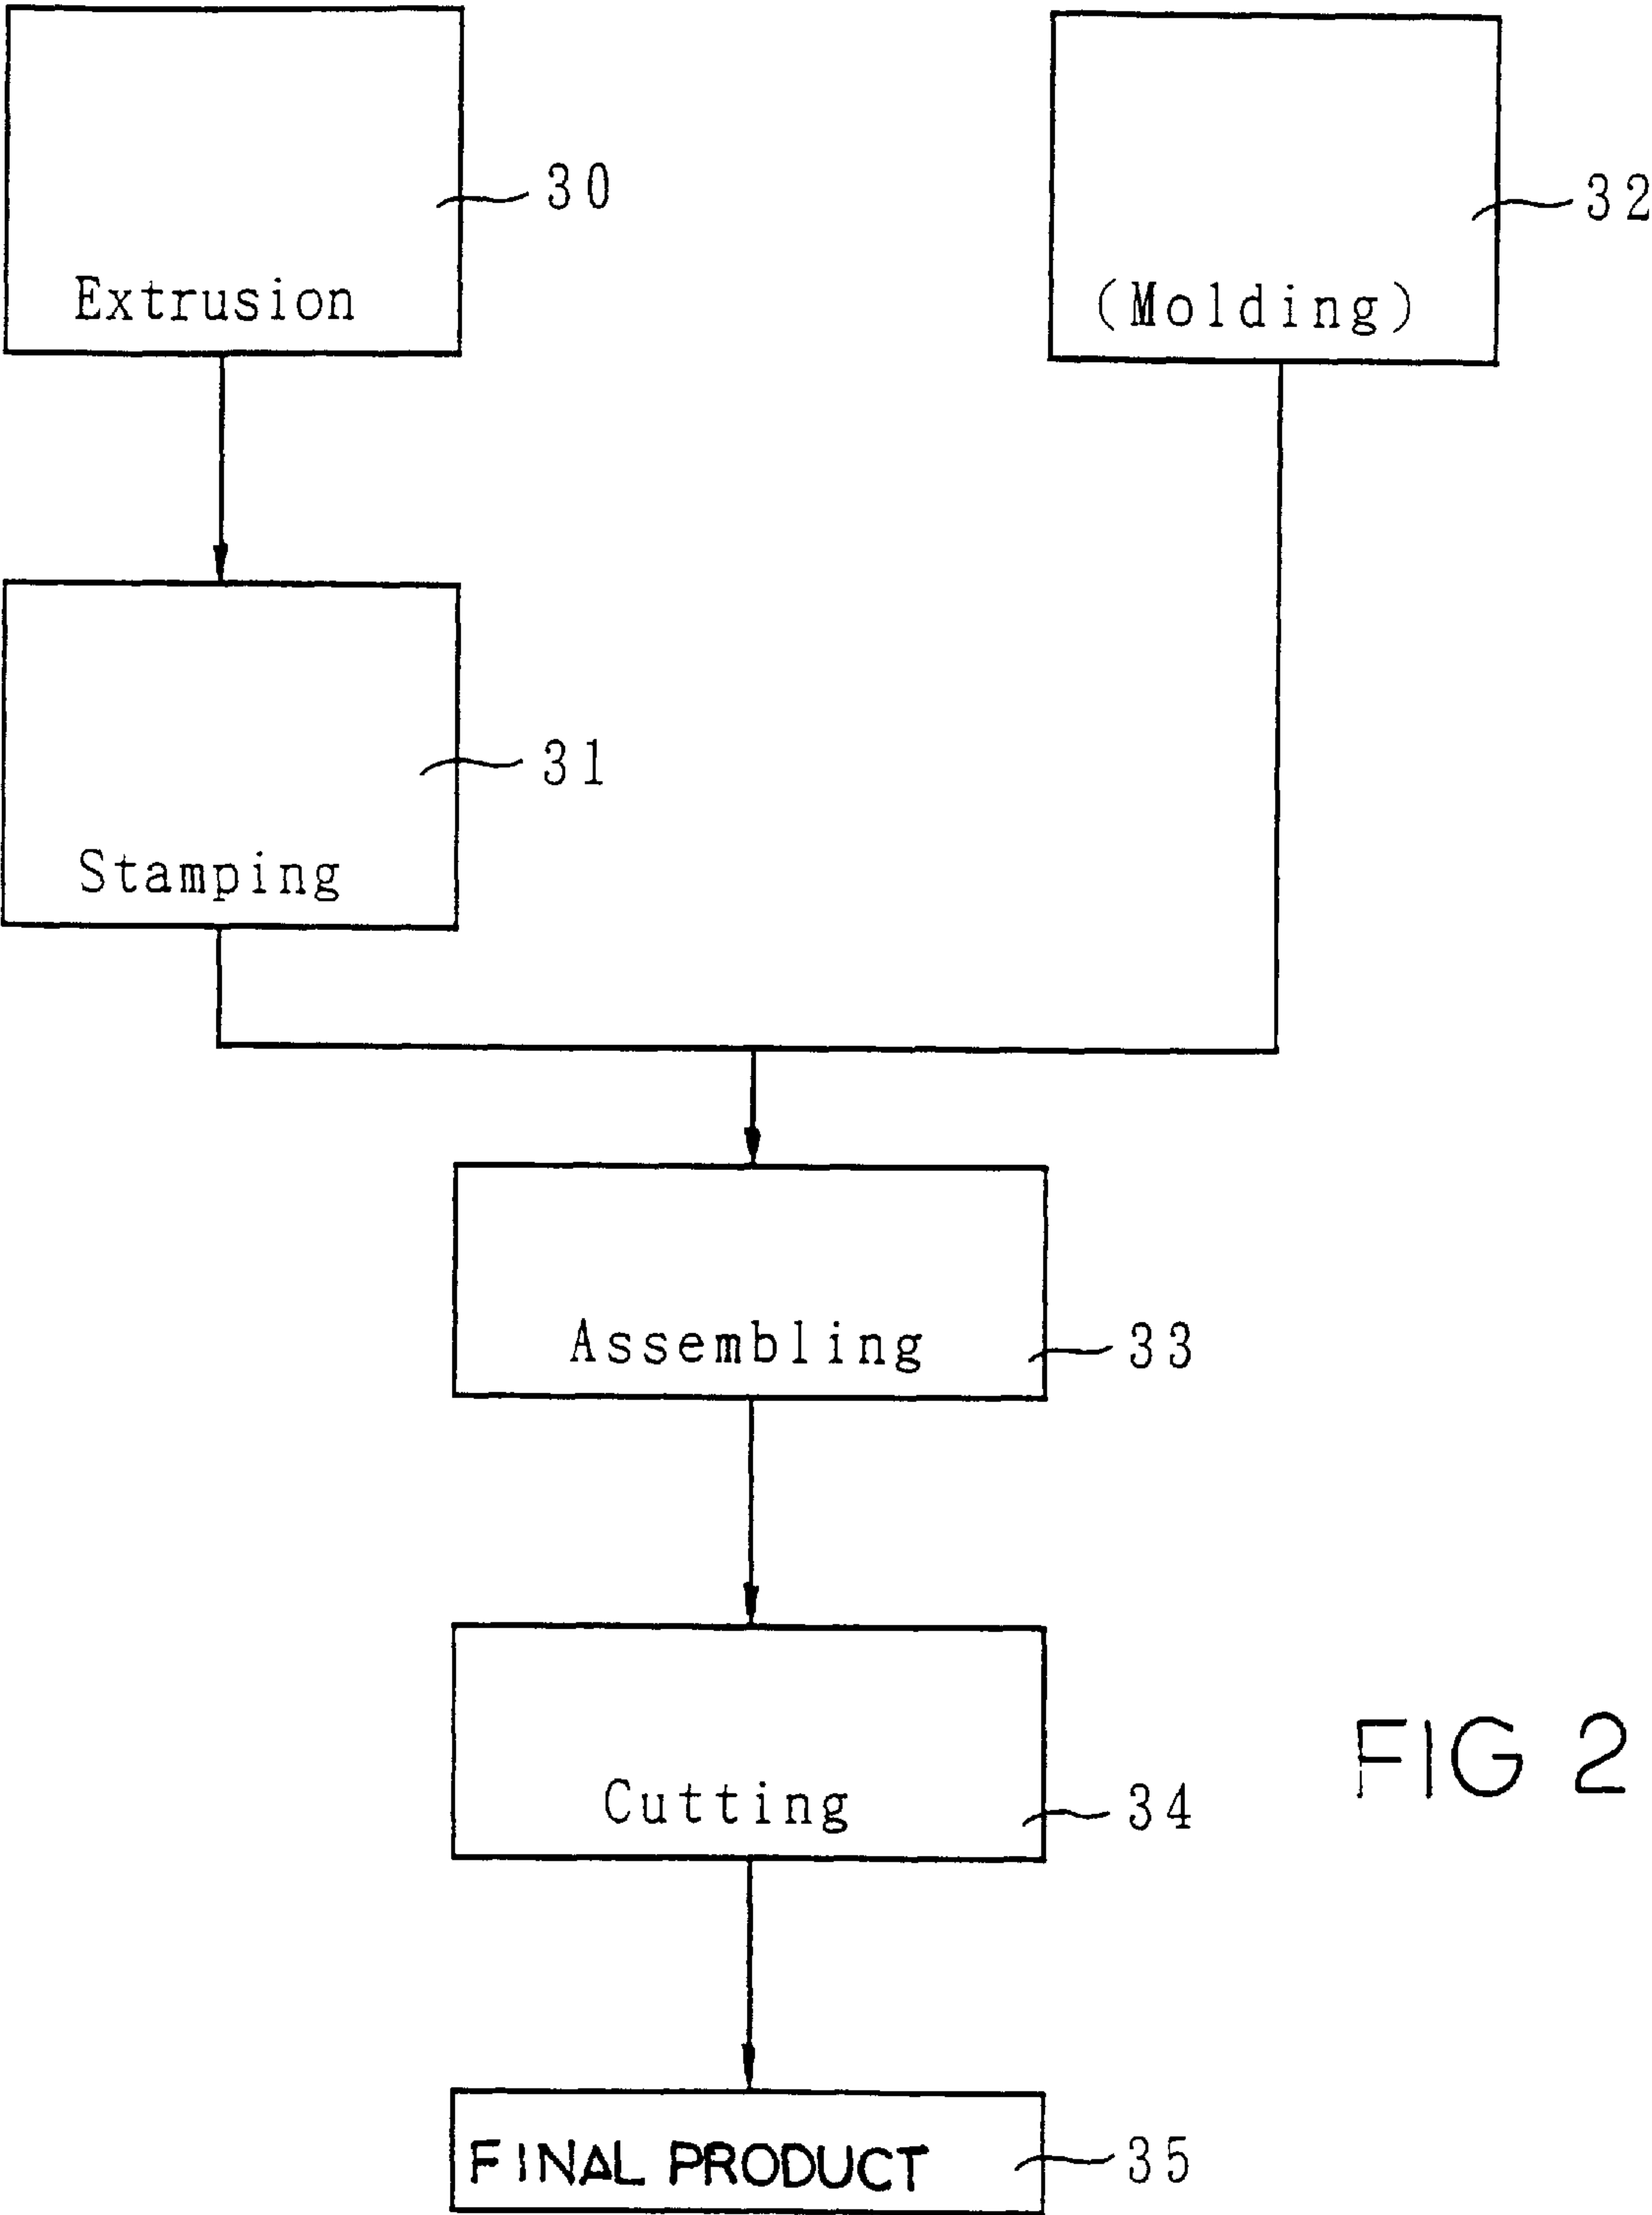 30
32
Extrusion
(Molding)
31
Stamping
Assembling
33
Cutting
34
FIG 2
FINAL PRODUCT
35